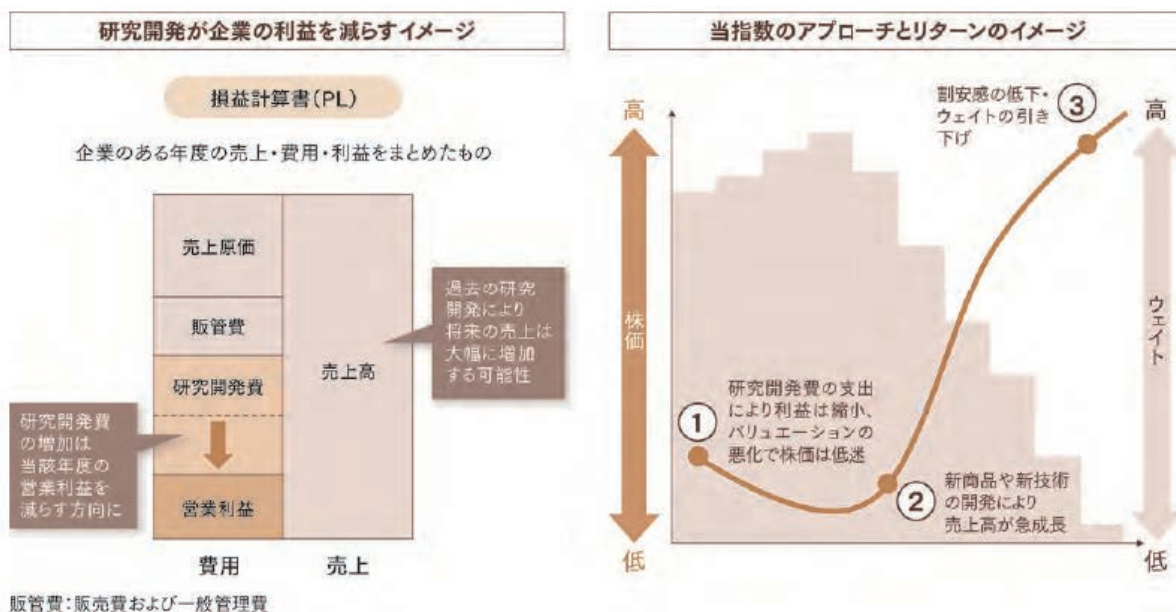 研究開発が企業の利益を減らすイメージ
損益計算書(PL)
企業のある年度の売上・費用・利益をまとめたもの
売上原価
販管費
研究開発費
営業利益
売上高
研究開発費
の増加は
当該年度の
営業利益を
減らす方向に
過去の研究
開発により
将来の売上は
大幅に増加
する可能性
費用
売上
販管費:販売費および一般管理費
当指数のアプローチとリターンのイメージ
高
株価
低
① 研究開発費の支出
により利益は縮小、
バリュエーションの
悪化で株価は低迷
② 新商品や新技術
の開発により
売上高が急成長
割安感の低下・
ウェイトの引き
下げ
③
高
ウェイト
低